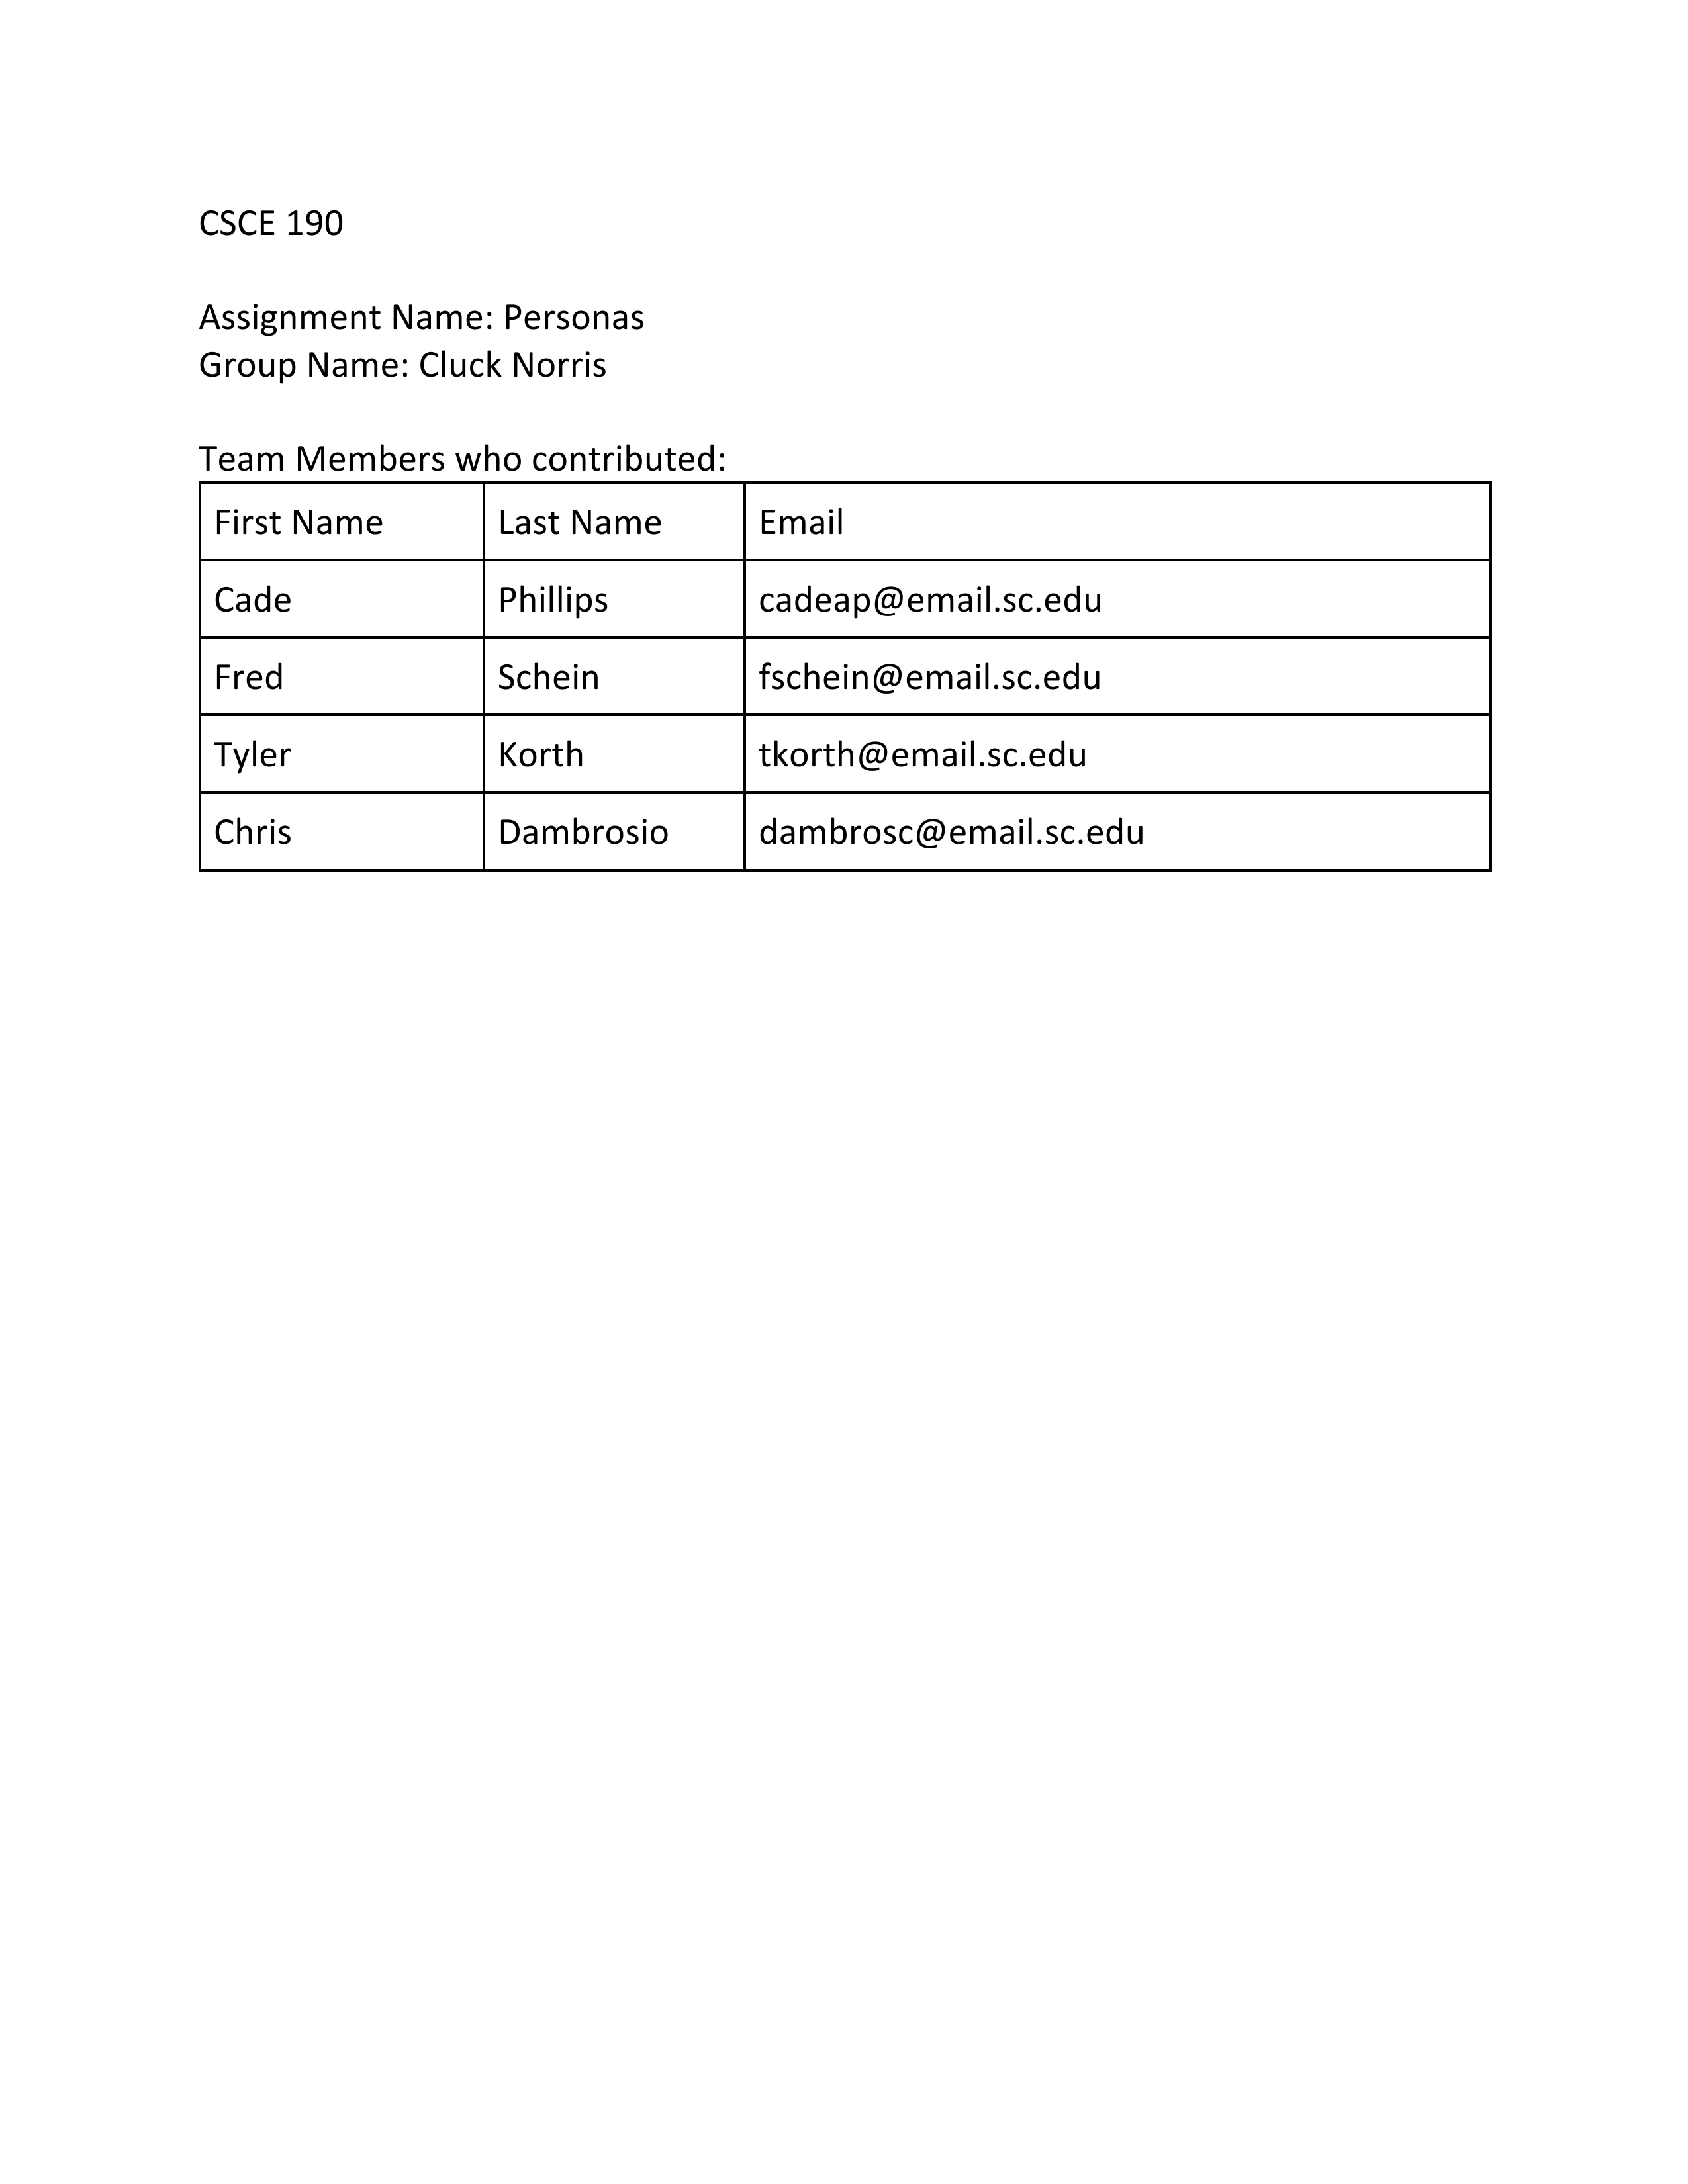 CSCE 190
Assignment Name: Personas
Group Name: Cluck Norris
Team Members who contributed:
First Name Last Name Email
Cade Phillips cadeap@email.sc.edu
Fred Schein fschein@email.sc.edu
Tyler Korth tkorth@email.sc.edu
Chris Dambrosio dambrosc@email.sc.edu